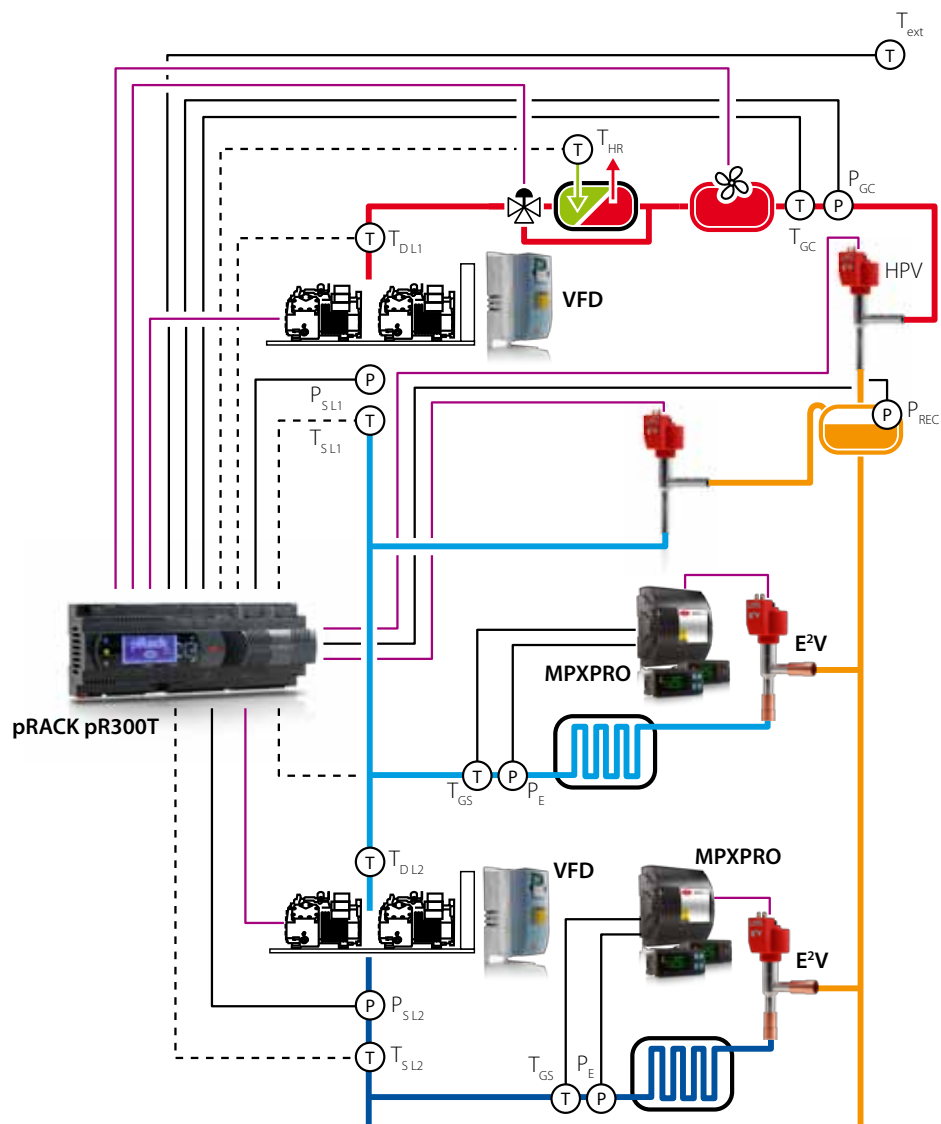 T ext
T
T HR
T
P GC
T
P
T GC
T
T D L1
HPV
VFD
P
P S L1
T
T S L1
P
P REC
pRack
E²V
MPXPRO
pRACK pR300T
T
P
T GS
P E
T
T D L2
VFD
MPXPRO
E²V
P
P S L2
T
T S L2
T GS
P E
T
P